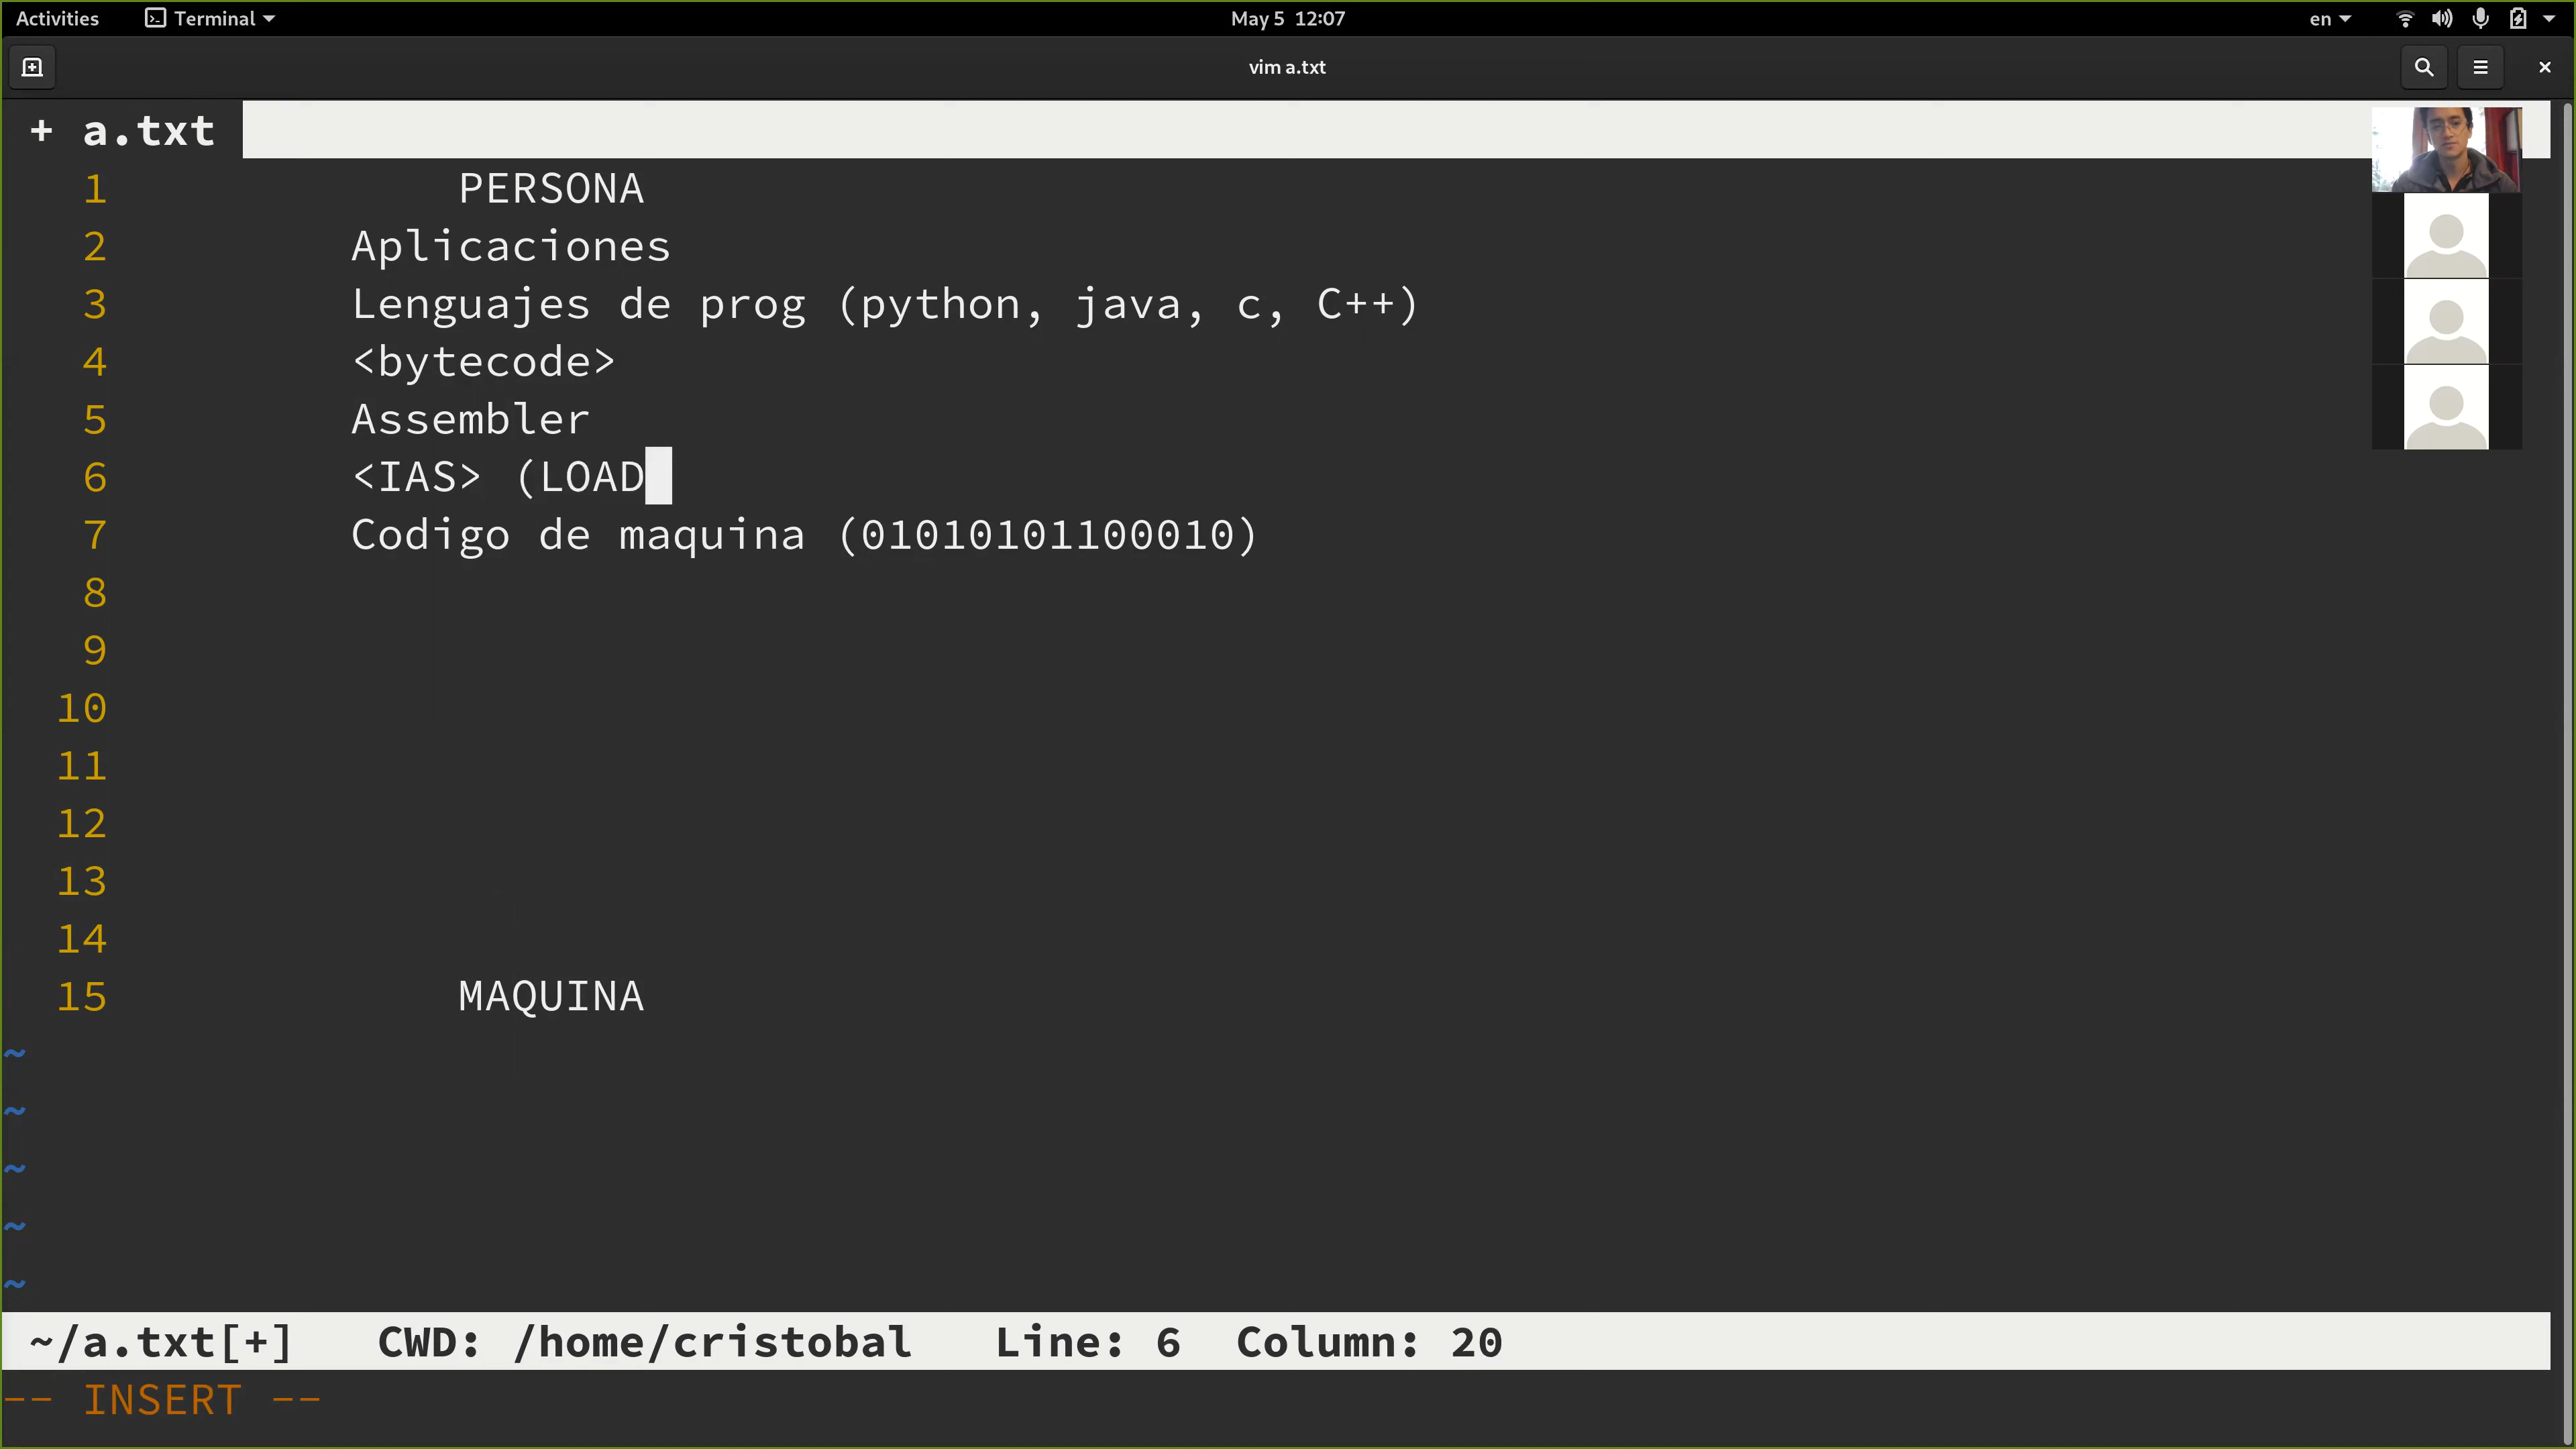 Activities Terminal May 5 12:07 en
vim a.txt
+ a.txt
1 PERSONA
2 Aplicaciones
3 Lenguajes de prog (python, java, c, C++)
4 <bytecode>
5 Assembler
6 <IAS> (LOAD
7 Codigo de maquina (01010101100010)
8
9
10
11
12
13
14
15 MAQUINA
~
~
~
~
~
~/a.txt[+] CWD: /home/cristobal Line: 6 Column: 20
-- INSERT --